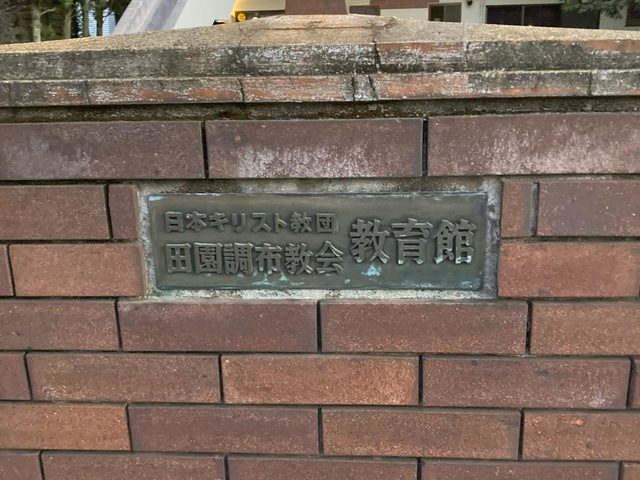 日本キリスト教団
田園調布教会 教育館